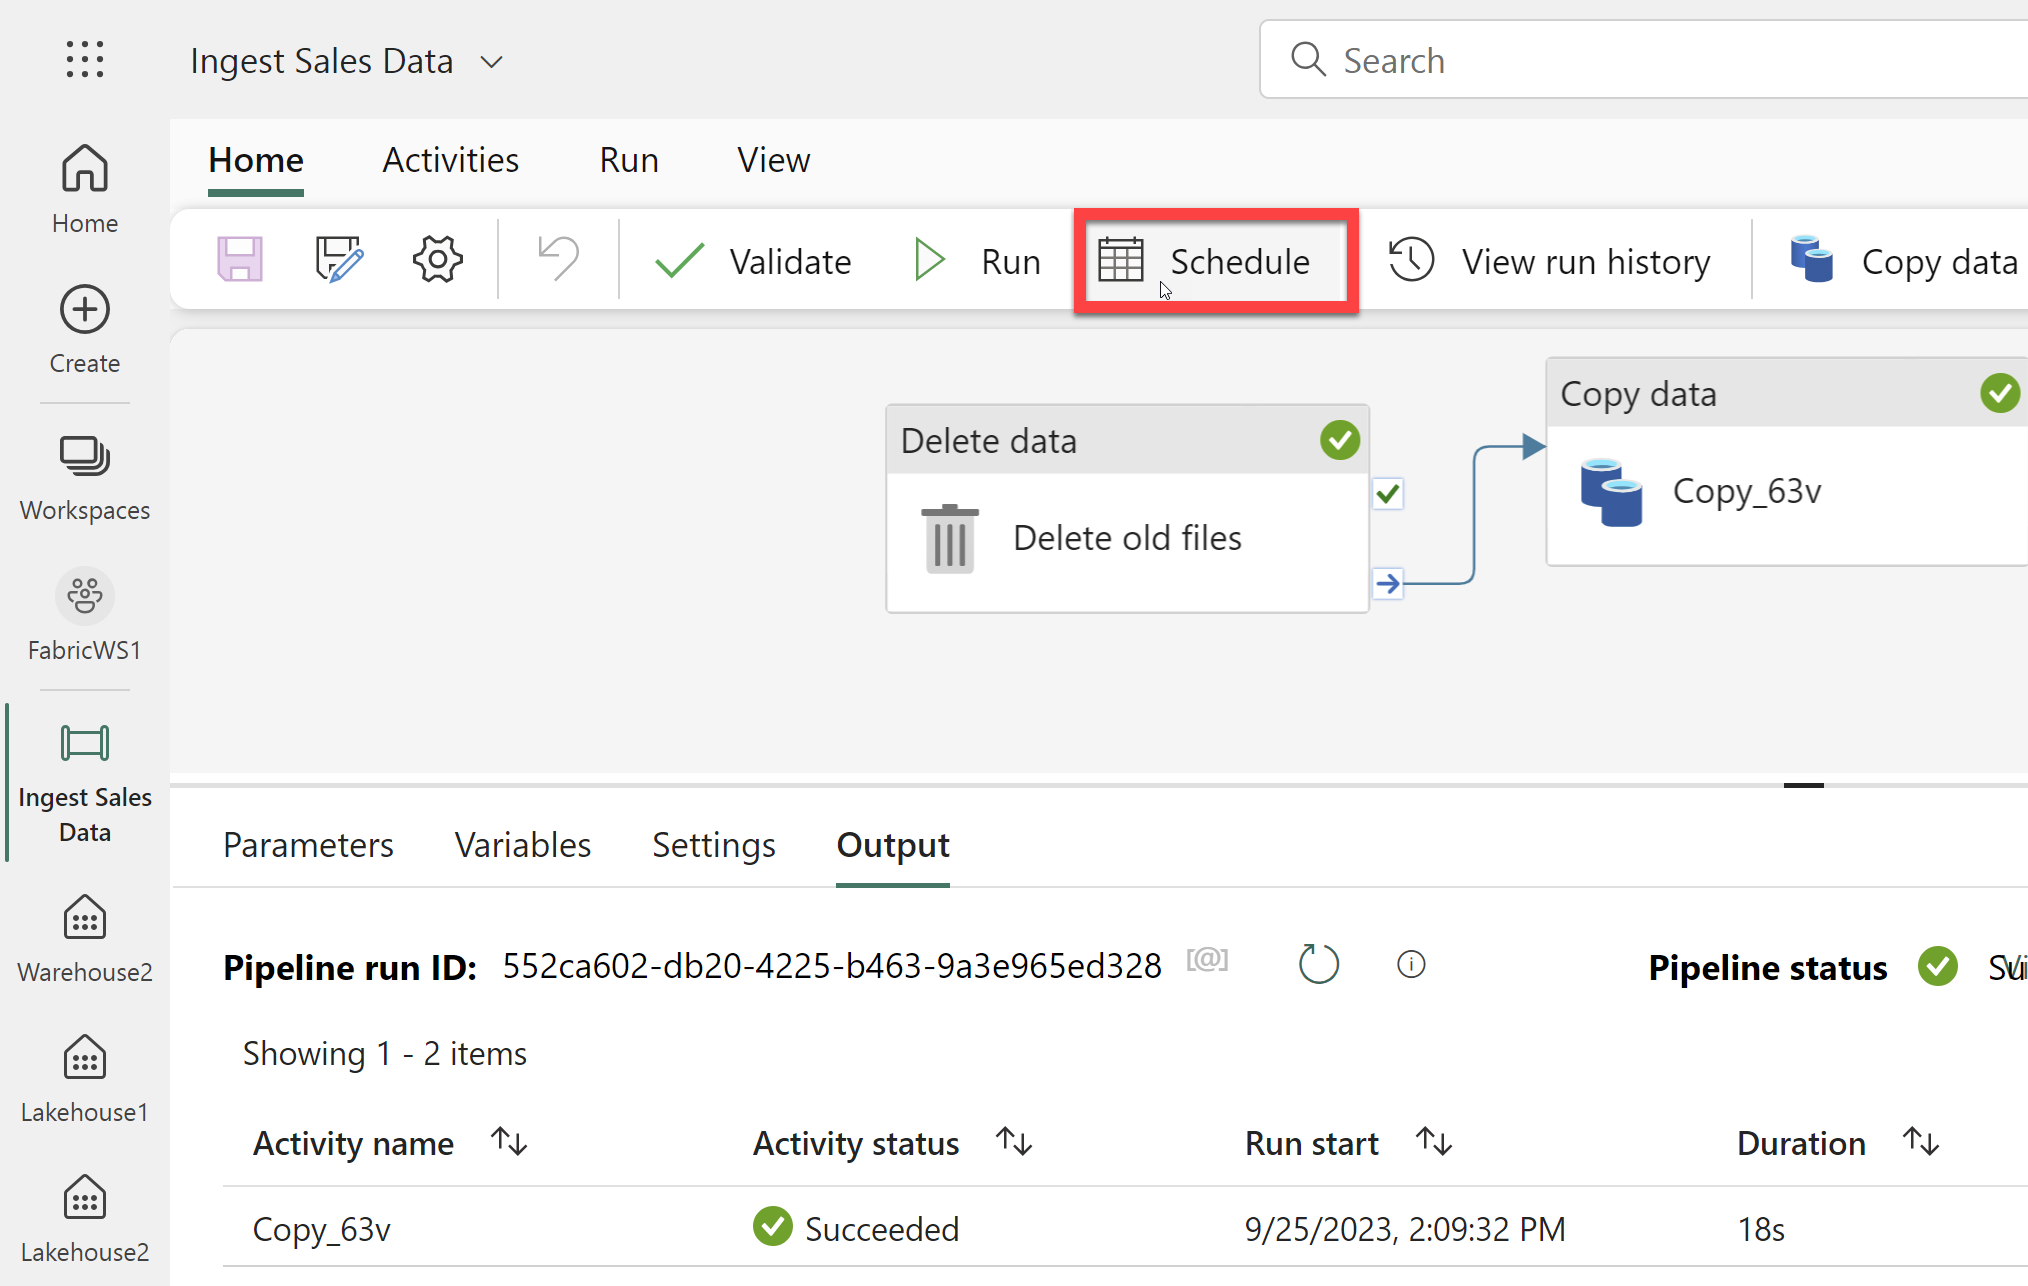 Ingest Sales Data
Search
Home
Activities
Run
View
Validate
Run
Schedule
View run history
Copy data
Home
Create
Workspaces
FabricWS1
Ingest Sales
Data
Warehouse2
Lakehouse1
Lakehouse2
Delete data
Delete old files
Copy data
Copy_63v
Parameters
Variables
Settings
Output
Pipeline run ID: 552ca602-db20-4225-b463-9a3e965ed328 [@]
Pipeline status
Showing 1 - 2 items
Activity name
Activity status
Run start
Duration
Copy_63v
Succeeded
9/25/2023, 2:09:32 PM
18s